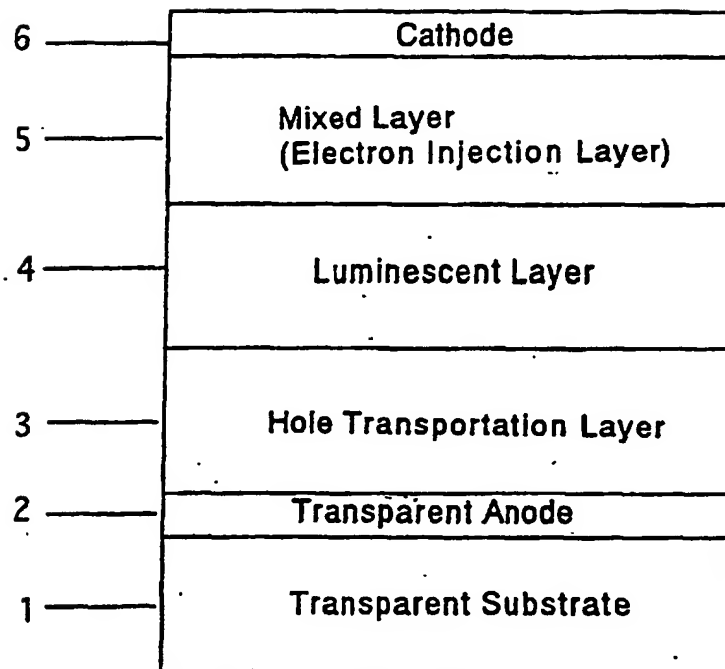 6 Cathode
5 Mixed Layer
(Electron Injection Layer)
4 Luminescent Layer
3 Hole Transportation Layer
2 Transparent Anode
1 Transparent Substrate